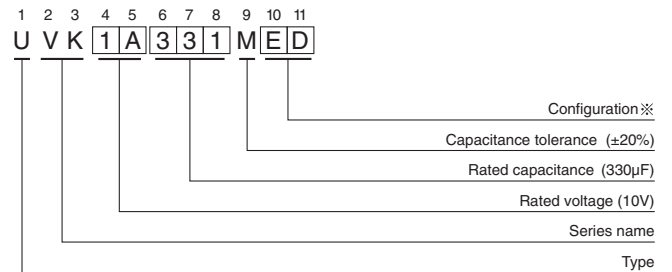 1 2 3 4 5 6 7 8 9 10 11
U V K 1 A 3 3 1 M E D
Configuration※
Capacitance tolerance (±20%)
Rated capacitance (330µF)
Rated voltage (10V)
Series name
Type